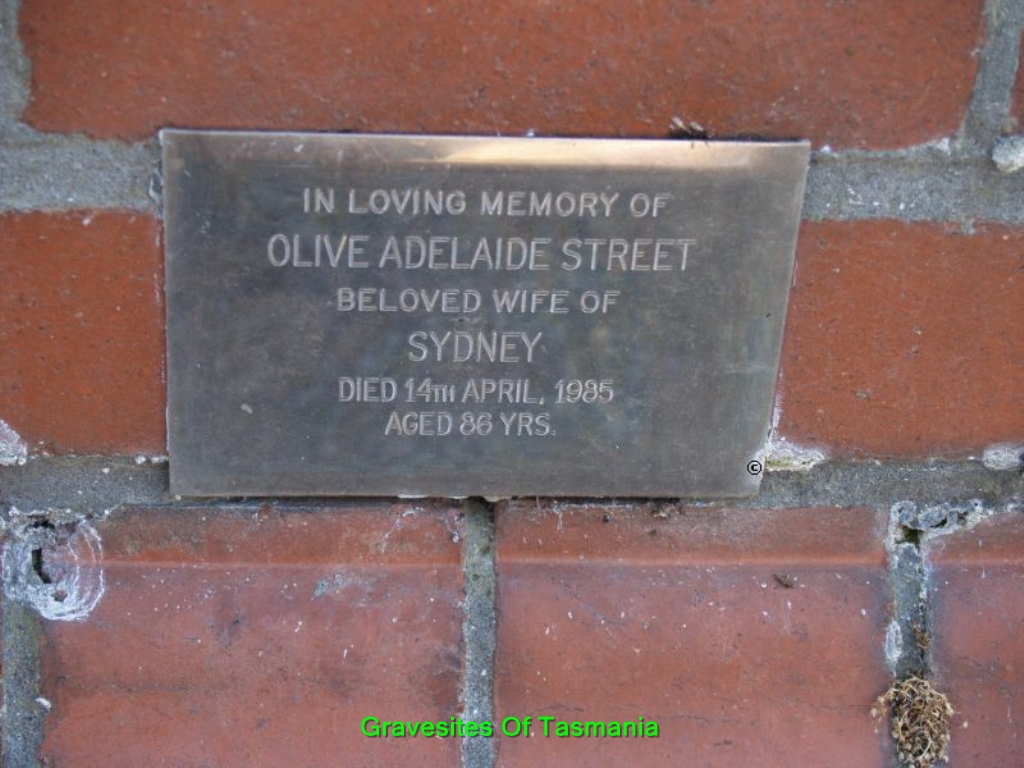 IN LOVING MEMORY OF
OLIVE ADELAIDE STREET
BELOVED WIFE OF
SYDNEY
DIED 14TH APRIL, 1985
AGED 86 YRS.
©
Gravesites Of Tasmania